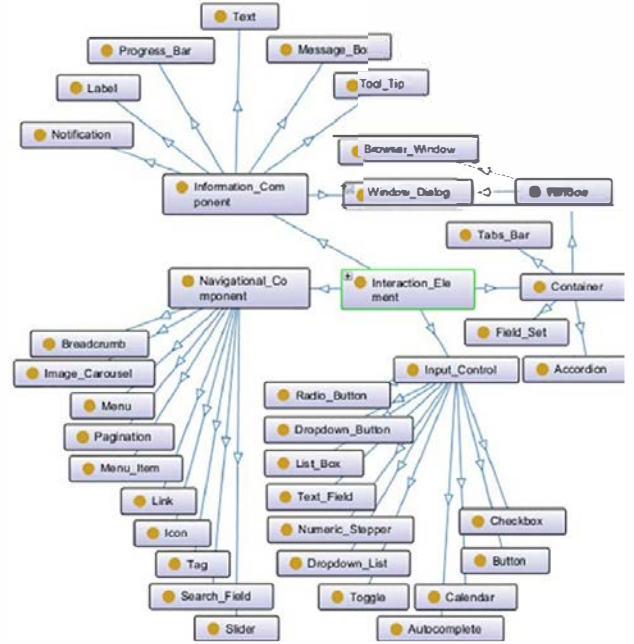 Text
Progress_Bar
Message_Bo
Label
Tool_Tip
Notification
Browser_Window
Information_Com
ponent
Window_Dialog
Tabs_Bar
Navigational_Co
mponent
Interaction_Ele
ment
Container
Field_Set
Breadcrumb
Input_Control
Accordion
Image_Carousel
Radio_Button
Menu
Dropdown_Button
Pagination
List_Box
Menu_Item
Text_Field
Link
Numeric_Stepper
Checkbox
Icon
Dropdown_List
Button
Tag
Search_Field
Toggle
Calendar
Slider
Autocomplete